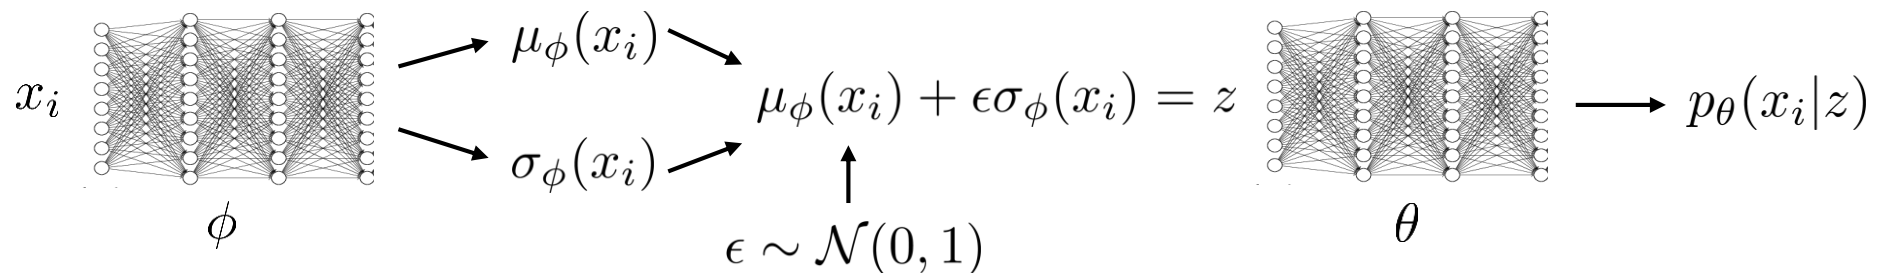 x_i
ϕ
μ_ϕ(x_i)
σ_ϕ(x_i)
μ_ϕ(x_i) + ϵσ_ϕ(x_i) = z
ϵ ∼ 𝒩(0, 1)
θ
p_θ(x_i|z)